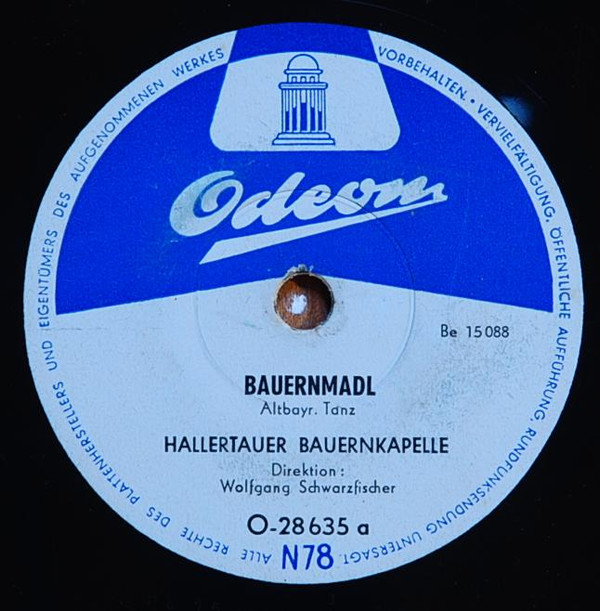 ALLE RECHTE DES PLATTENHERSTELLERS UND EIGENTÜMERS DES AUFGENOMMENEN WERKES VORBEHALTEN. • VERVIELFÄLTIGUNG, ÖFFENTLICHE AUFFÜHRUNG, RUNDFUNKSENDUNG UNTERSAGT.
Odeon
Be 15088
BAUERNMADL
Altbayr. Tanz
HALLERTAUER BAUERNKAPELLE
Direktion:
Wolfgang Schwarzfischer
O-28635 a
N78